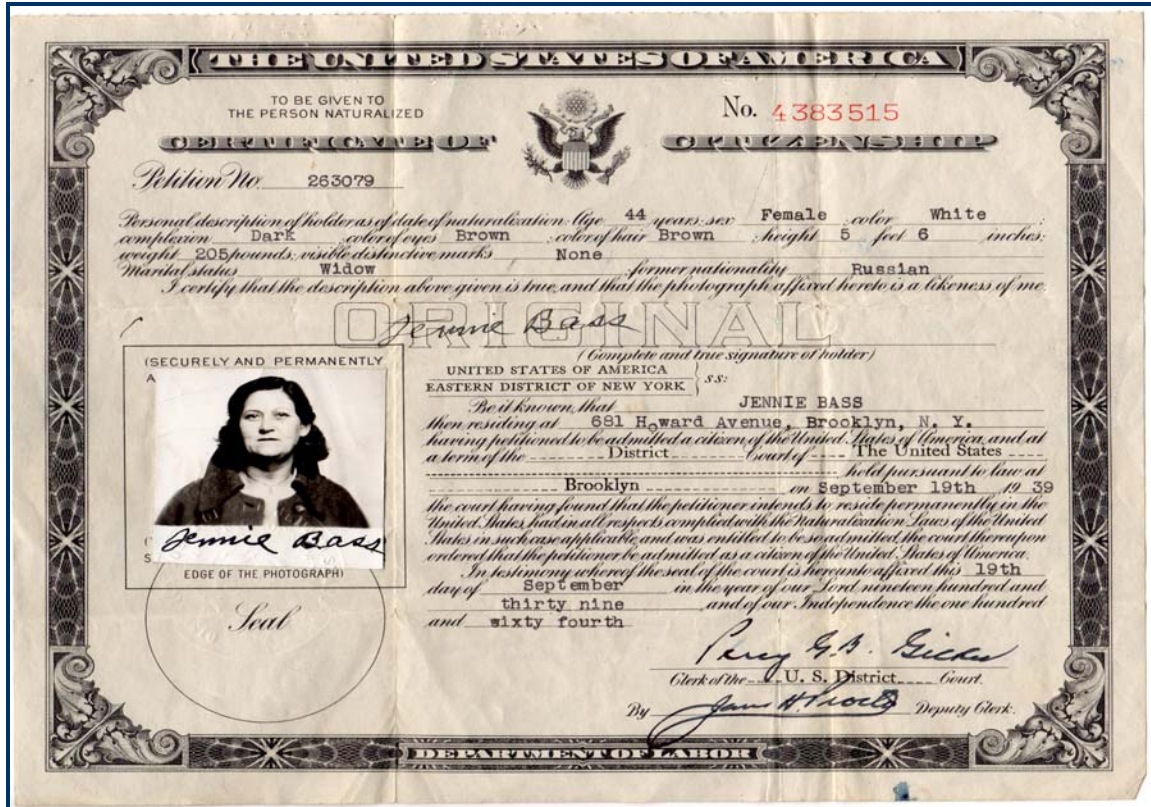 THE UNITED STATES OF AMERICA
TO BE GIVEN TO
THE PERSON NATURALIZED
No. 4383515
CERTIFICATE OF CITIZENSHIP
Petition No 263079
Personal description of holder as of date of naturalization: Age 44 years; sex Female; color White;
complexion Dark; color of eyes Brown; color of hair Brown; height 5 feet 6 inches;
weight 205 pounds; visible distinctive marks None
Marital status Widow; former nationality Russian
I certify that the description above given is true, and that the photograph affixed hereto is a likeness of me.
ORIGINAL
Jennie Bass
(Complete and true signature of holder)
(SECURELY AND PERMANENTLY
A
Jennie Bass
S
EDGE OF THE PHOTOGRAPH)
Seal
UNITED STATES OF AMERICA
EASTERN DISTRICT OF NEW YORK
ss:
Be it known, that JENNIE BASS
then residing at 681 Howard Avenue, Brooklyn, N. Y.
having petitioned to be admitted a citizen of the United States of America, and at
a term of the District Court of The United States
held pursuant to law at
Brooklyn on September 19th 1939
the court having found that the petitioner intends to reside permanently in the
United States, had in all respects complied with the Naturalization Laws of the United
States in such case applicable, and was entitled to be so admitted, the court thereupon
ordered that the petitioner be admitted as a citizen of the United States of America.
In testimony whereof the seal of the court is hereunto affixed this 19th
day of September in the year of our Lord nineteen hundred and
thirty nine and of our Independence the one hundred
and sixty fourth
Percy G. B.
Clerk of the U. S. District Court.
By Deputy Clerk.
DEPARTMENT OF LABOR